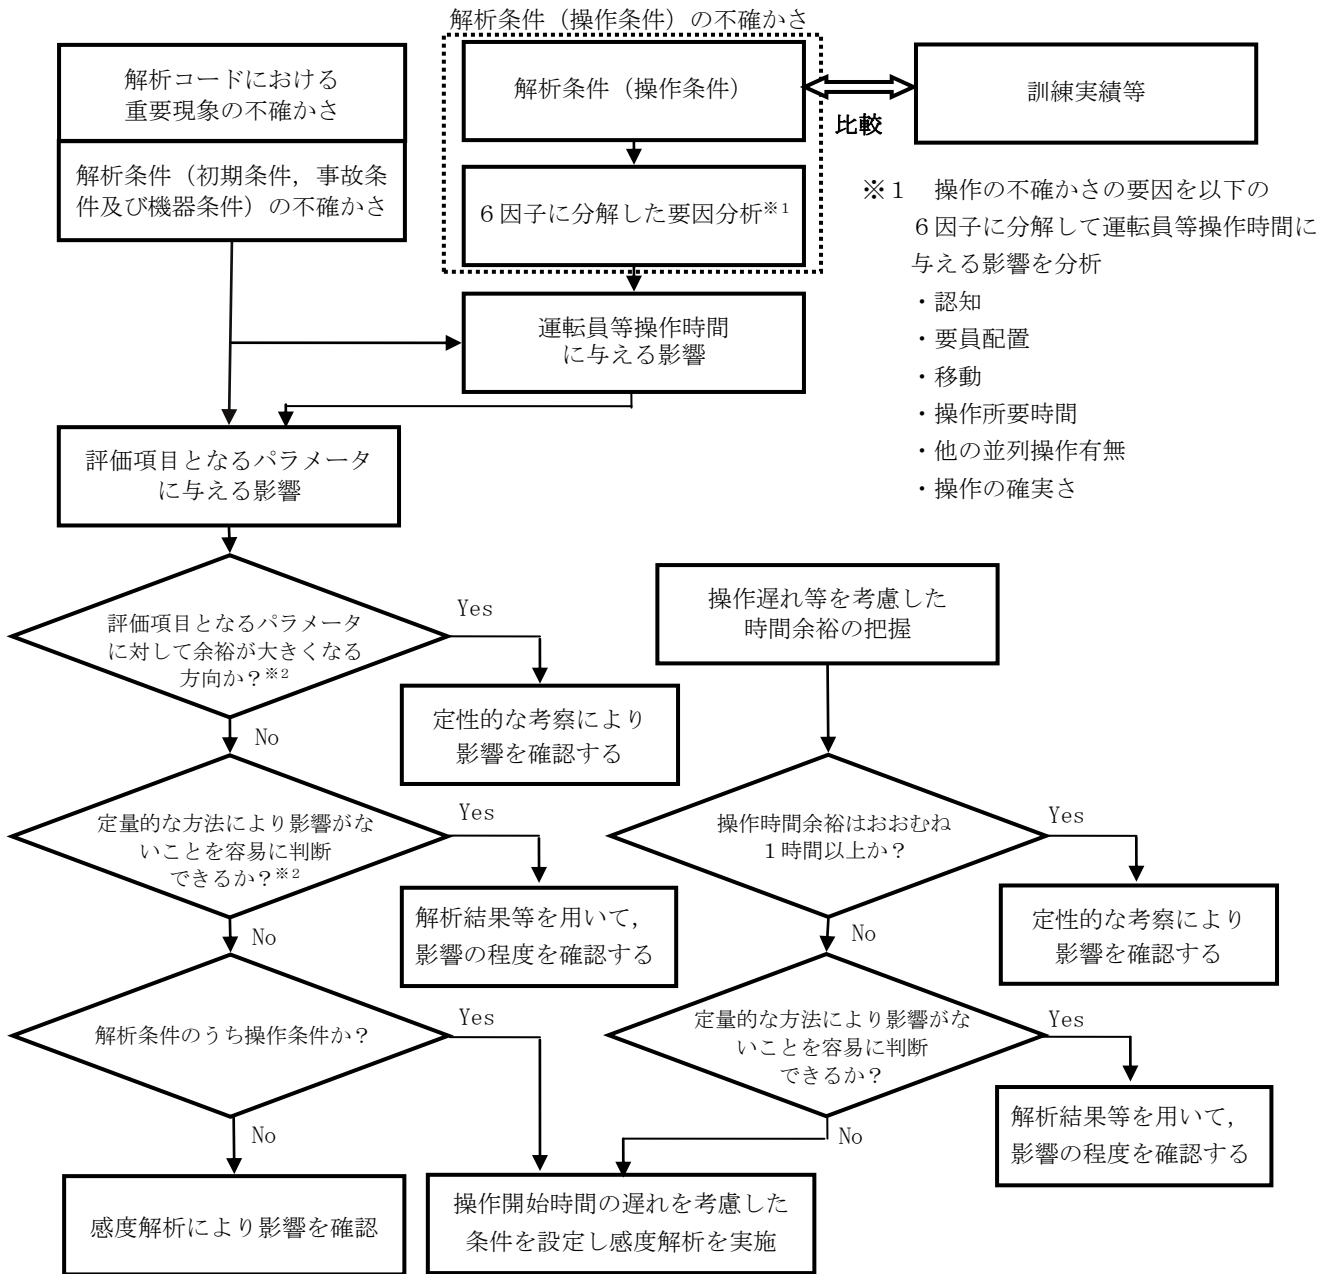 解析条件（操作条件）の不確かさ
解析コードにおける
重要現象の不確かさ
解析条件（初期条件，事故条
件及び機器条件）の不確かさ
解析条件（操作条件）
比較
訓練実績等
６因子に分解した要因分析※1
※１　操作の不確かさの要因を以下の
６因子に分解して運転員等操作時間に
与える影響を分析
・認知
・要員配置
・移動
・操作所要時間
・他の並列操作有無
・操作の確実さ
運転員等操作時間
に与える影響
評価項目となるパラメータ
に与える影響
評価項目となるパラメータ
に対して余裕が大きくなる
方向か？※2
Yes
定性的な考察により
影響を確認する
No
定量的な方法により影響がな
いことを容易に判断
できるか？※2
Yes
解析結果等を用いて，
影響の程度を確認する
No
解析条件のうち操作条件か？
Yes
No
感度解析により影響を確認
操作遅れ等を考慮した
時間余裕の把握
操作時間余裕はおおむね
１時間以上か？
Yes
定性的な考察により
影響を確認する
No
定量的な方法により影響がな
いことを容易に判断
できるか？
Yes
解析結果等を用いて，
影響の程度を確認する
No
操作開始時間の遅れを考慮した
条件を設定し感度解析を実施